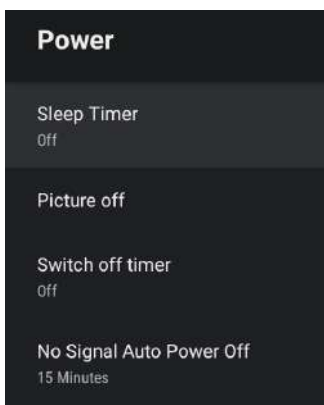 Power
Sleep Timer
Off
Picture off
Switch off timer
Off
No Signal Auto Power Off
15 Minutes